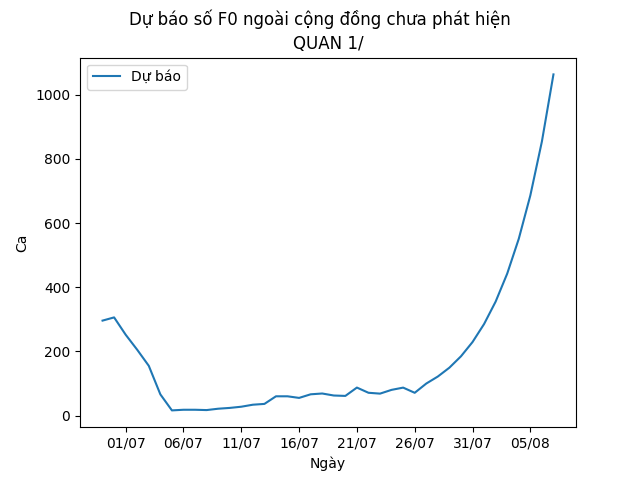 Dự báo số F0 ngoài cộng đồng chưa phát hiện
QUAN 1/
Dự báo
1000
800
600
400
200
0
Ca
01/07 06/07 11/07 16/07 21/07 26/07 31/07 05/08
Ngày